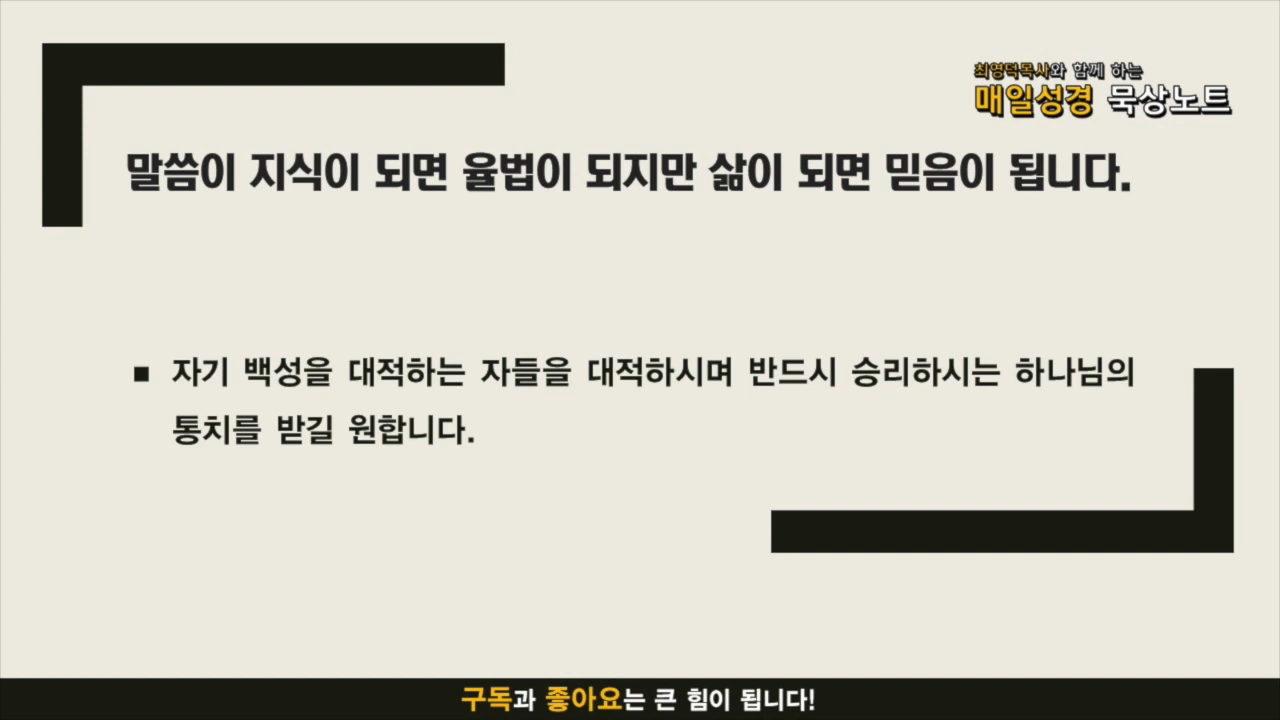 최영덕목사와 함께 하는
매일성경 묵상노트
말씀이 지식이 되면 율법이 되지만 삶이 되면 믿음이 됩니다.
■ 자기 백성을 대적하는 자들을 대적하시며 반드시 승리하시는 하나님의
통치를 받길 원합니다.
구독과 좋아요는 큰 힘이 됩니다!